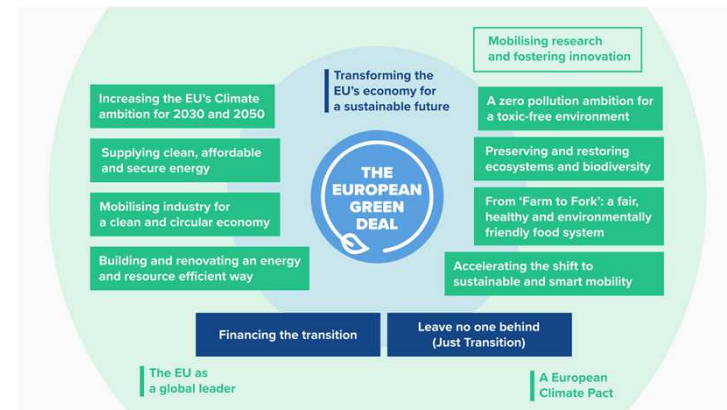 Mobilising research
and fostering innovation
Transforming the
EU's economy for
a sustainable future
Increasing the EU's Climate
ambition for 2030 and 2050
Supplying clean, affordable
and secure energy
Mobilising industry for
a clean and circular economy
Building and renovating an energy
and resource efficient way
THE
EUROPEAN
GREEN
DEAL
A zero pollution ambition for
a toxic-free environment
Preserving and restoring
ecosystems and biodiversity
From ‘Farm to Fork’: a fair,
healthy and environmentally
friendly food system
Accelerating the shift to
sustainable and smart mobility
Financing the transition
Leave no one behind
(Just Transition)
The EU as
a global leader
A European
Climate Pact